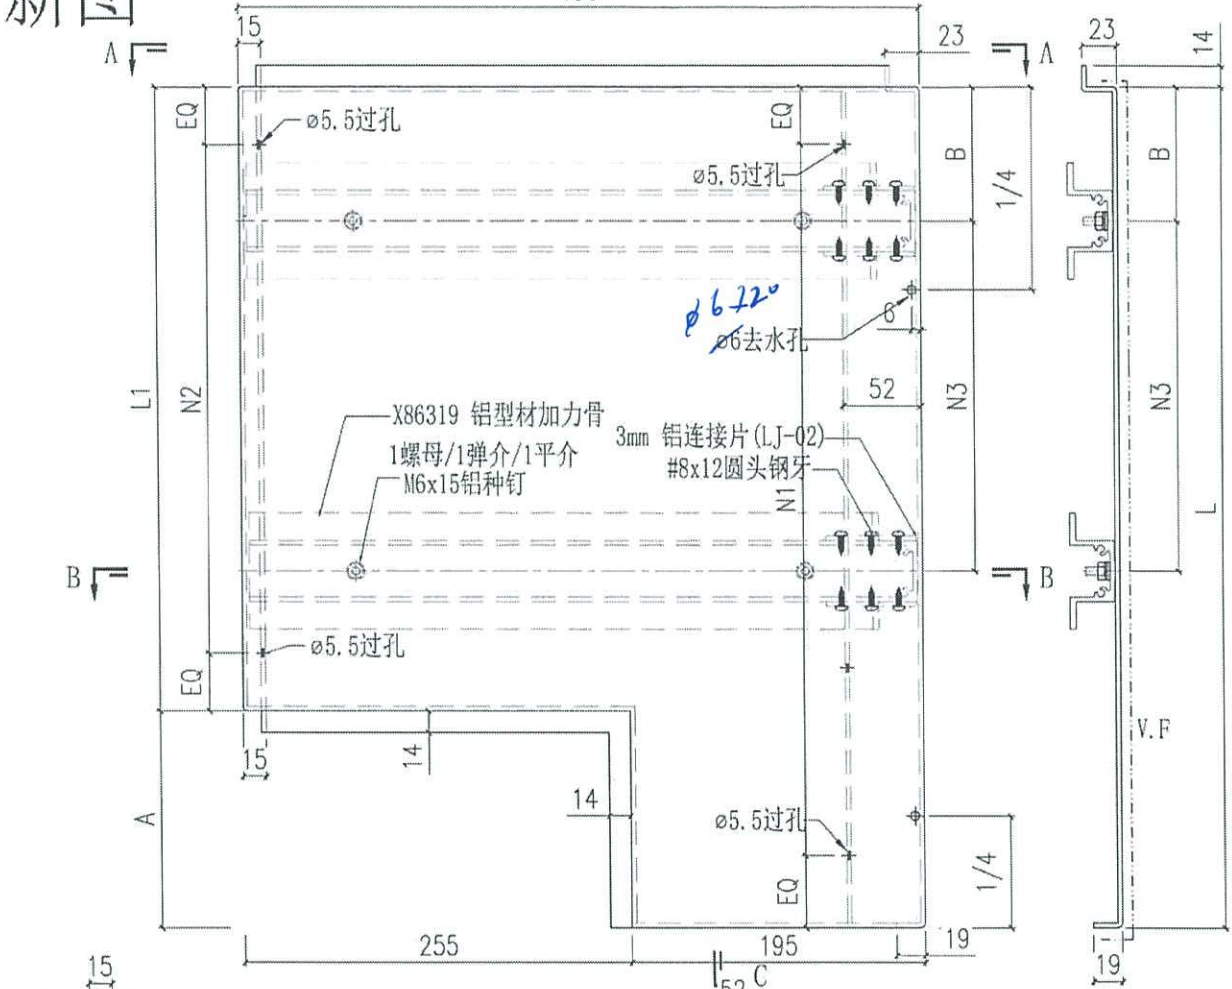 新图
15
23
23
14
A
A
EQ
EQ
B
B
ø5.5过孔
ø5.5过孔
1/4
ø6
6
ø6去水孔
L1
N2
52
N3
N3
X86319 铝型材加力骨
3mm 铝连接片(LJ-02)
1螺母/1弹介/1平介
#8x12圆头钢牙
M6x15铝种钉
N1
L
B
B
ø5.5过孔
EQ
V.F
15
14
A
14
ø5.5过孔
EQ
1/4
255
195
19
15
C
19